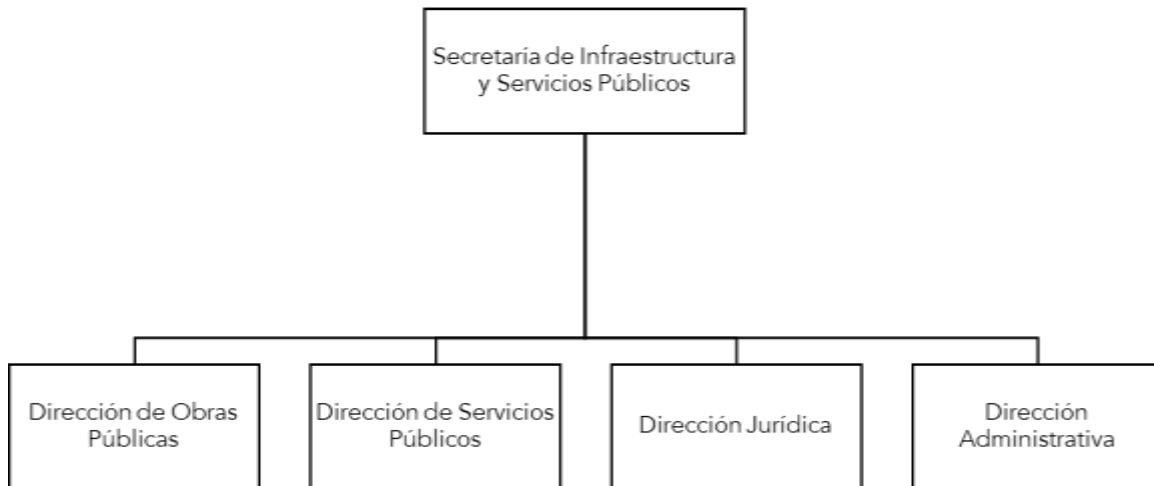 Secretaría de Infraestructura
y Servicios Públicos
Dirección de Obras
Públicas
Dirección de Servicios
Públicos
Dirección Jurídica
Dirección
Administrativa